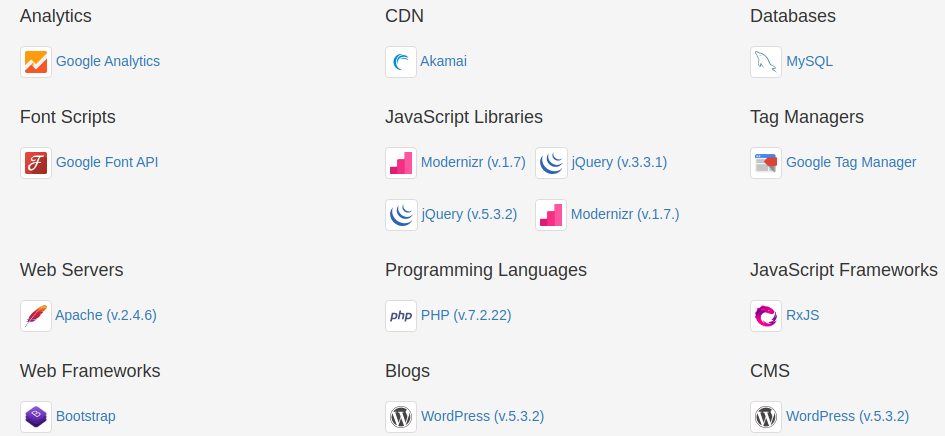 Analytics
CDN
Databases
Google Analytics
Akamai
MySQL
Font Scripts
JavaScript Libraries
Tag Managers
Google Font API
Modernizr (v.1.7)
jQuery (v.3.3.1)
Google Tag Manager
jQuery (v.5.3.2)
Modernizr (v.1.7.)
Web Servers
Programming Languages
JavaScript Frameworks
Apache (v.2.4.6)
php
PHP (v.7.2.22)
RxJS
Web Frameworks
Blogs
CMS
Bootstrap
WordPress (v.5.3.2)
WordPress (v.5.3.2)